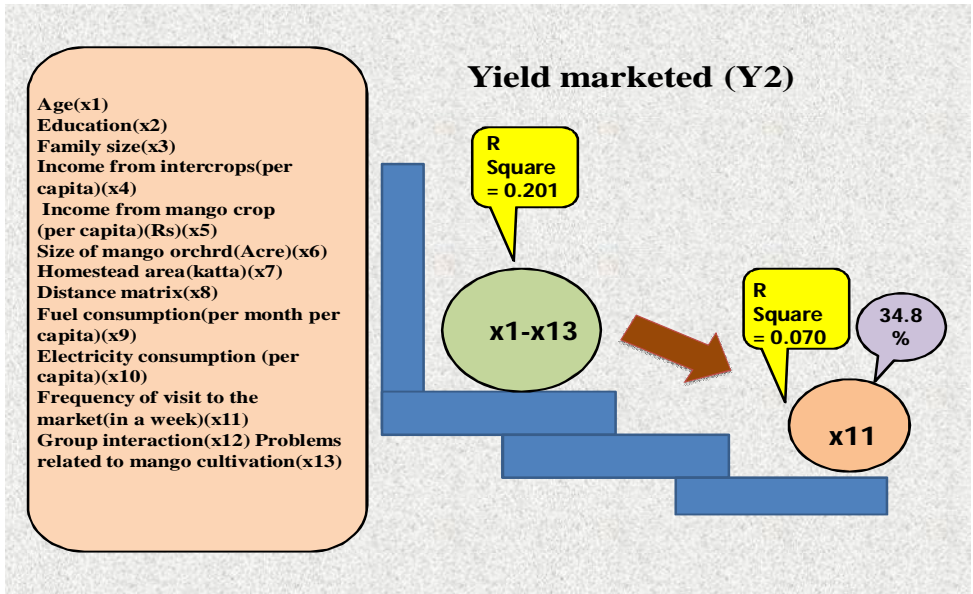 Yield marketed (Y2)
Age(x1)
Education(x2)
Family size(x3)
Income from intercrops(per
capita)(x4)
Income from mango crop
(per capita)(Rs)(x5)
Size of mango orchrd(Acre)(x6)
Homestead area(katta)(x7)
Distance matrix(x8)
Fuel consumption(per month per
capita)(x9)
Electricity consumption (per
capita)(x10)
Frequency of visit to the
market(in a week)(x11)
Group interaction(x12) Problems
related to mango cultivation(x13)
R
Square
= 0.201
x1-x13
R
Square
= 0.070
34.8
%
x11